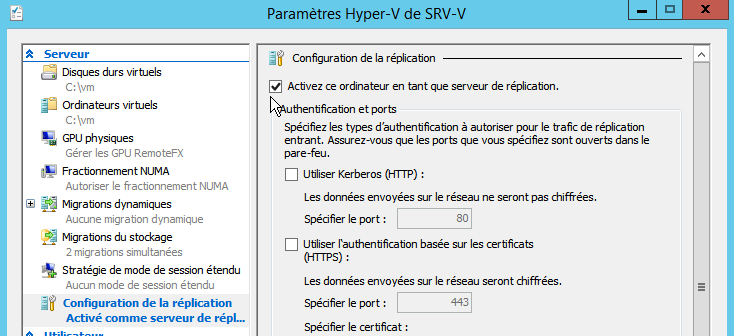 Paramètres Hyper-V de SRV-V
Serveur
Disques durs virtuels
C:\vm
Ordinateurs virtuels
C:\vm
GPU physiques
Gérer les GPU RemoteFX
Fractionnement NUMA
Autoriser le fractionnement NUMA
Migrations dynamiques
Aucune migration dynamique
Migrations du stockage
2 migrations simultanées
Stratégie de mode de session étendu
Aucun mode de session étendu
Configuration de la réplication
Activé comme serveur de répl...
Utilisateur
Configuration de la réplication
Activez ce ordinateur en tant que serveur de réplication.
Authentification et ports
Spécifiez les types d'authentification à autoriser pour le trafic de réplication
entrant. Assurez-vous que les ports que vous spécifiez sont ouverts dans le
pare-feu.
Utiliser Kerberos (HTTP) :
Les données envoyées sur le réseau ne seront pas chiffrées.
Spécifier le port : 80
Utiliser l'authentification basée sur les certificats
(HTTPS) :
Les données envoyées sur le réseau seront chiffrées.
Spécifier le port : 443
Spécifier le certificat :